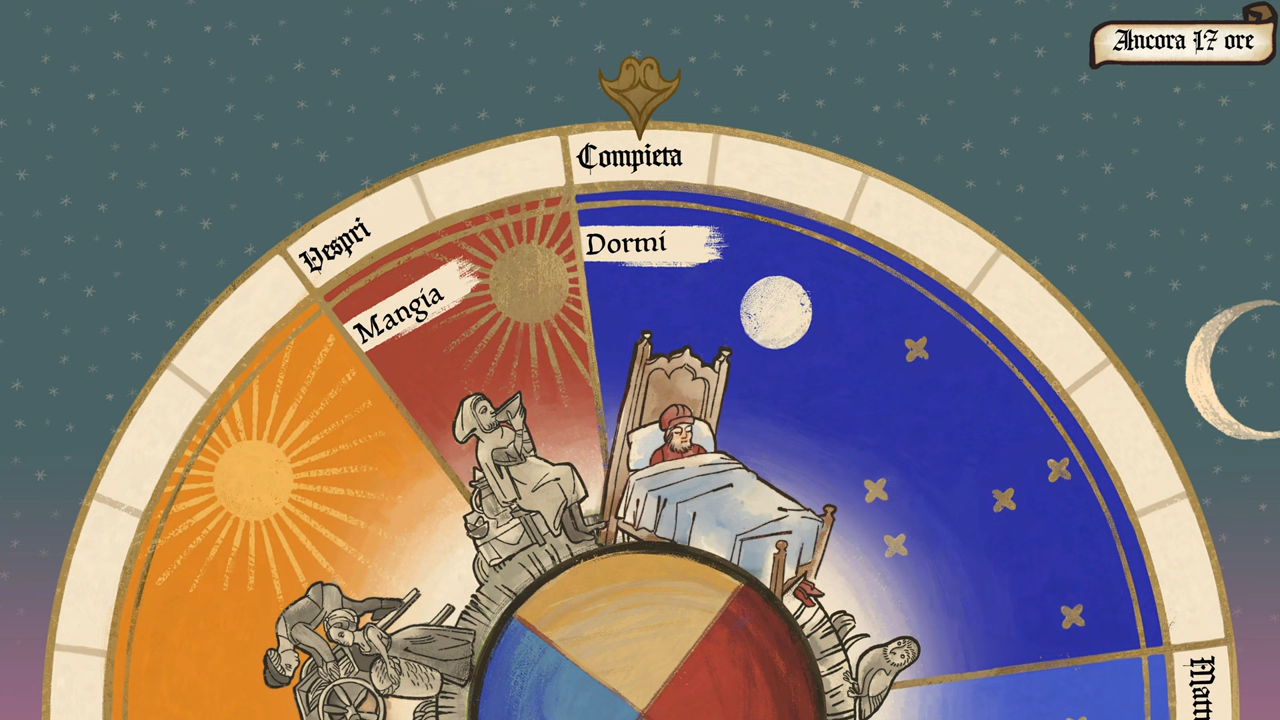 Ancora 17 ore
Compieta
Vespri
Dormi
Mangia